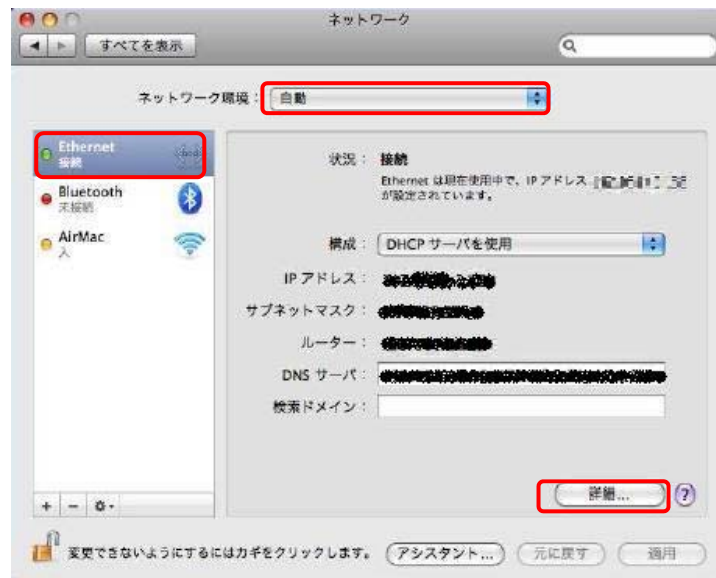 ネットワーク
すべてを表示
ネットワーク環境： 自動
Ethernet
接続
Bluetooth
未接続
AirMac
入
状況： 接続
Ethernet は現在使用中で、IP アドレス
が設定されています。
構成： DHCP サーバを使用
IP アドレス：
サブネットマスク：
ルーター：
DNS サーバ：
検索ドメイン：
詳細... ?
+ −
変更できないようにするにはカギをクリックします。 アシスタント... 元に戻す 適用